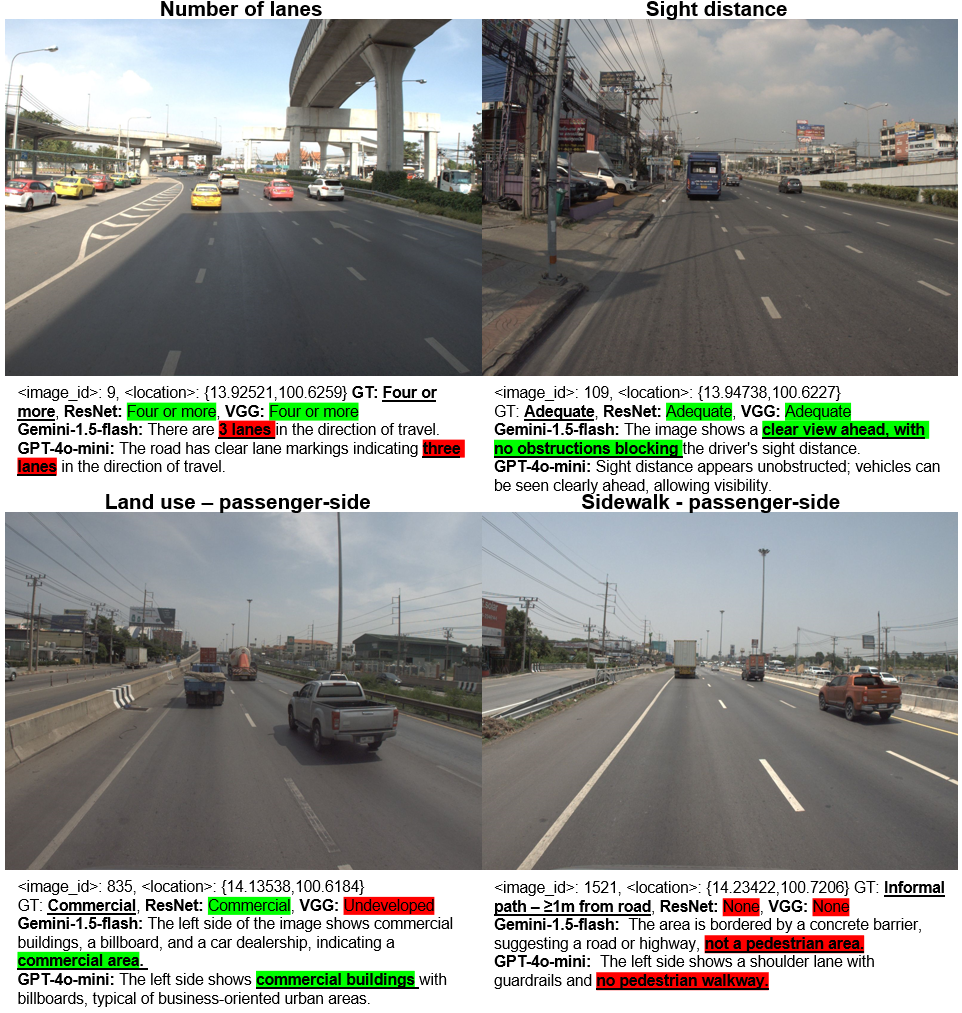 Number of lanes
Sight distance
<image_id>: 9, <location>: {13.92521,100.6259} GT: Four or
more, ResNet: Four or more, VGG: Four or more
Gemini-1.5-flash: There are 3 lanes in the direction of travel.
GPT-4o-mini: The road has clear lane markings indicating three
lanes in the direction of travel.
<image_id>: 109, <location>: {13.94738,100.6227}
GT: Adequate, ResNet: Adequate, VGG: Adequate
Gemini-1.5-flash: The image shows a clear view ahead, with
no obstructions blocking the driver's sight distance.
GPT-4o-mini: Sight distance appears unobstructed; vehicles can
be seen clearly ahead, allowing visibility.
Land use – passenger-side
Sidewalk - passenger-side
<image_id>: 835, <location>: {14.13538,100.6184}
GT: Commercial, ResNet: Commercial, VGG: Undeveloped
Gemini-1.5-flash: The left side of the image shows commercial
buildings, a billboard, and a car dealership, indicating a
commercial area.
GPT-4o-mini: The left side shows commercial buildings with
billboards, typical of business-oriented urban areas.
<image_id>: 1521, <location>: {14.23422,100.7206} GT: Informal
path – ≥1m from road, ResNet: None, VGG: None
Gemini-1.5-flash: The area is bordered by a concrete barrier,
suggesting a road or highway, not a pedestrian area.
GPT-4o-mini: The left side shows a shoulder lane with
guardrails and no pedestrian walkway.